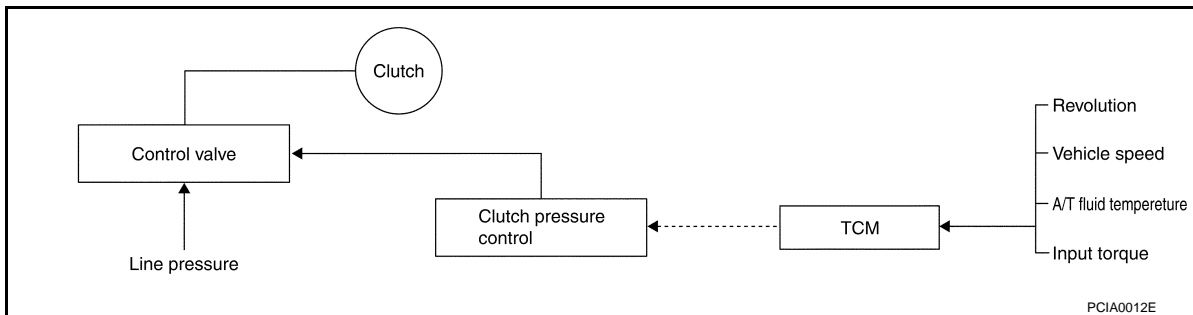 Clutch
Control valve
Line pressure
Clutch pressure
control
TCM
Revolution
Vehicle speed
A/T fluid tempereture
Input torque
PCIA0012E